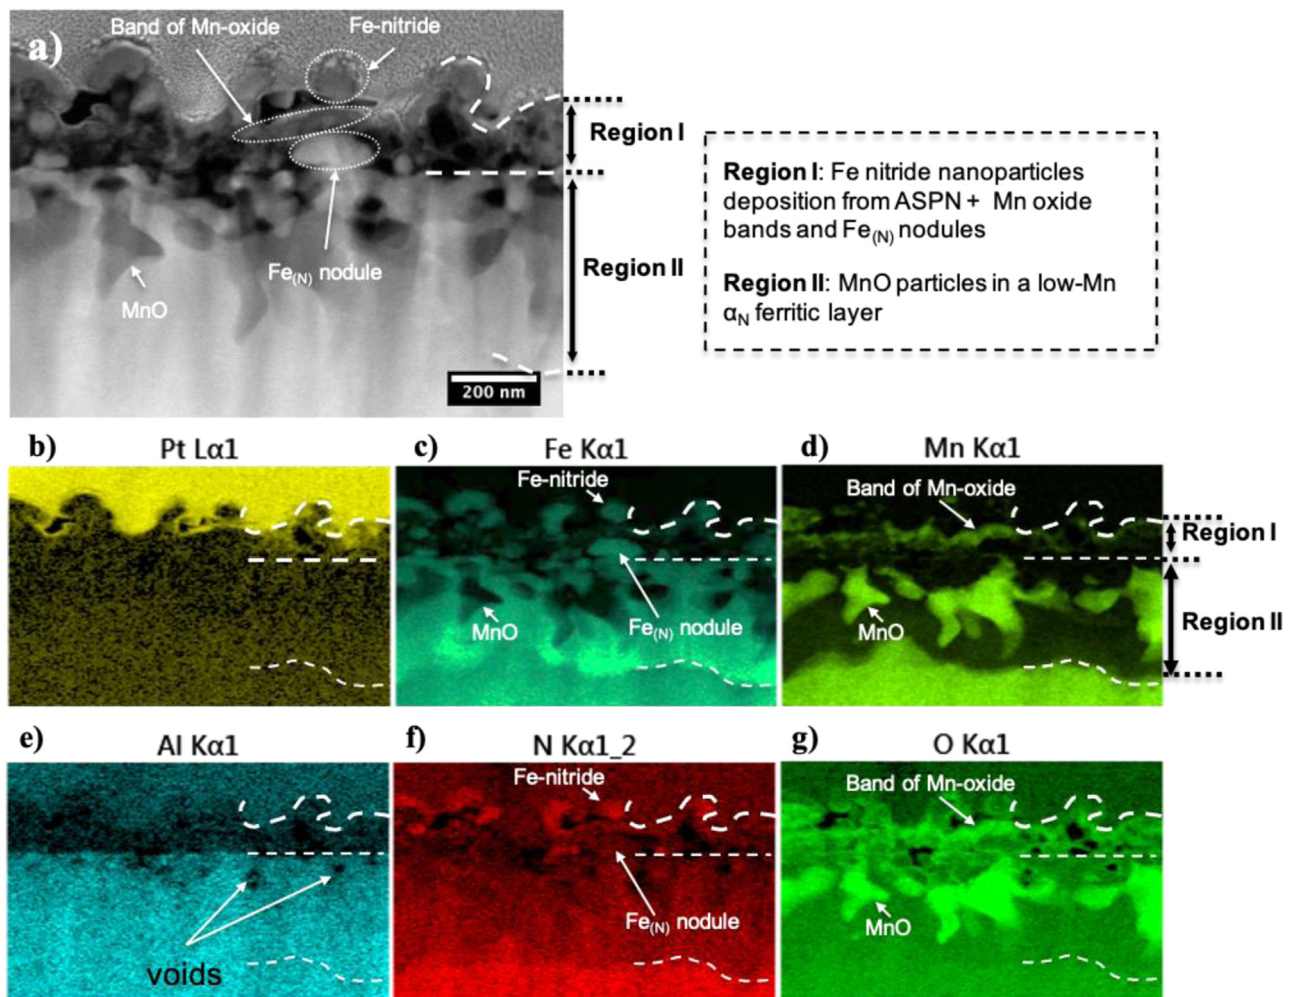 a)
Band of Mn-oxide
Fe-nitride
Region I
Region II
Fe(N) nodule
MnO
200 nm
Region I: Fe nitride nanoparticles
deposition from ASPN + Mn oxide
bands and Fe(N) nodules
Region II: MnO particles in a low-Mn
αN ferritic layer
b)
Pt Lα1
c)
Fe Kα1
Fe-nitride
MnO
Fe(N) nodule
d)
Mn Kα1
Band of Mn-oxide
MnO
Region I
Region II
e)
Al Kα1
voids
f)
N Kα1_2
Fe-nitride
Fe(N) nodule
g)
O Kα1
Band of Mn-oxide
MnO